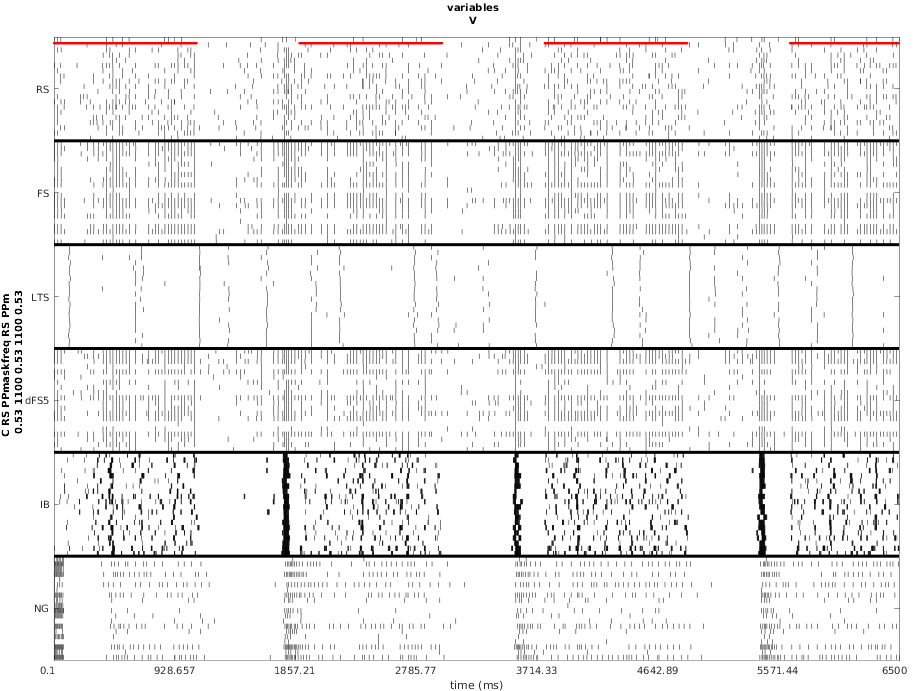 variables
V
C RS PPmaskfreq RS PPm
0.53 1100 0.53 1100 0.53
RS
FS
LTS
dFS5
IB
NG
0.1 928.657 1857.21 2785.77 3714.33 4642.89 5571.44 6500
time (ms)